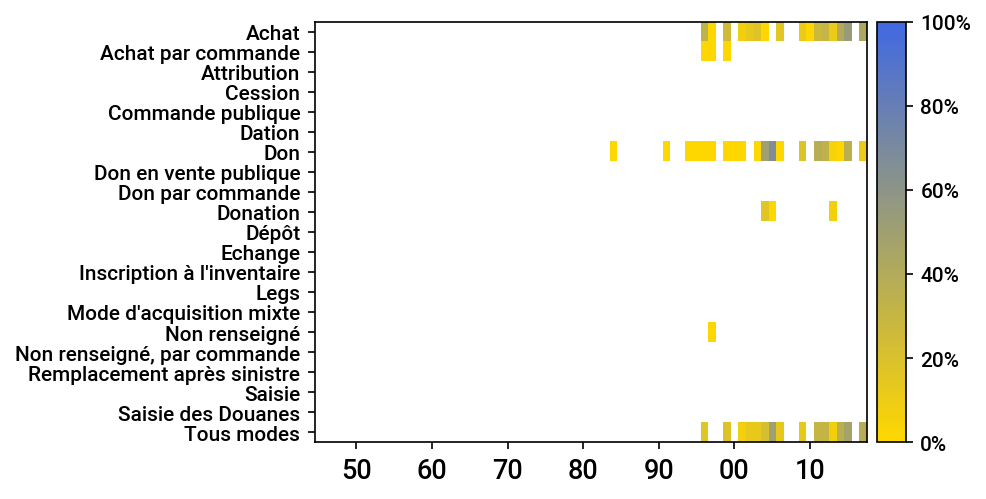 Achat
Achat par commande
Attribution
Cession
Commande publique
Dation
Don
Don en vente publique
Don par commande
Donation
Dépôt
Echange
Inscription à l'inventaire
Legs
Mode d'acquisition mixte
Non renseigné
Non renseigné, par commande
Remplacement après sinistre
Saisie
Saisie des Douanes
Tous modes
50 60 70 80 90 00 10
100%
80%
60%
40%
20%
0%